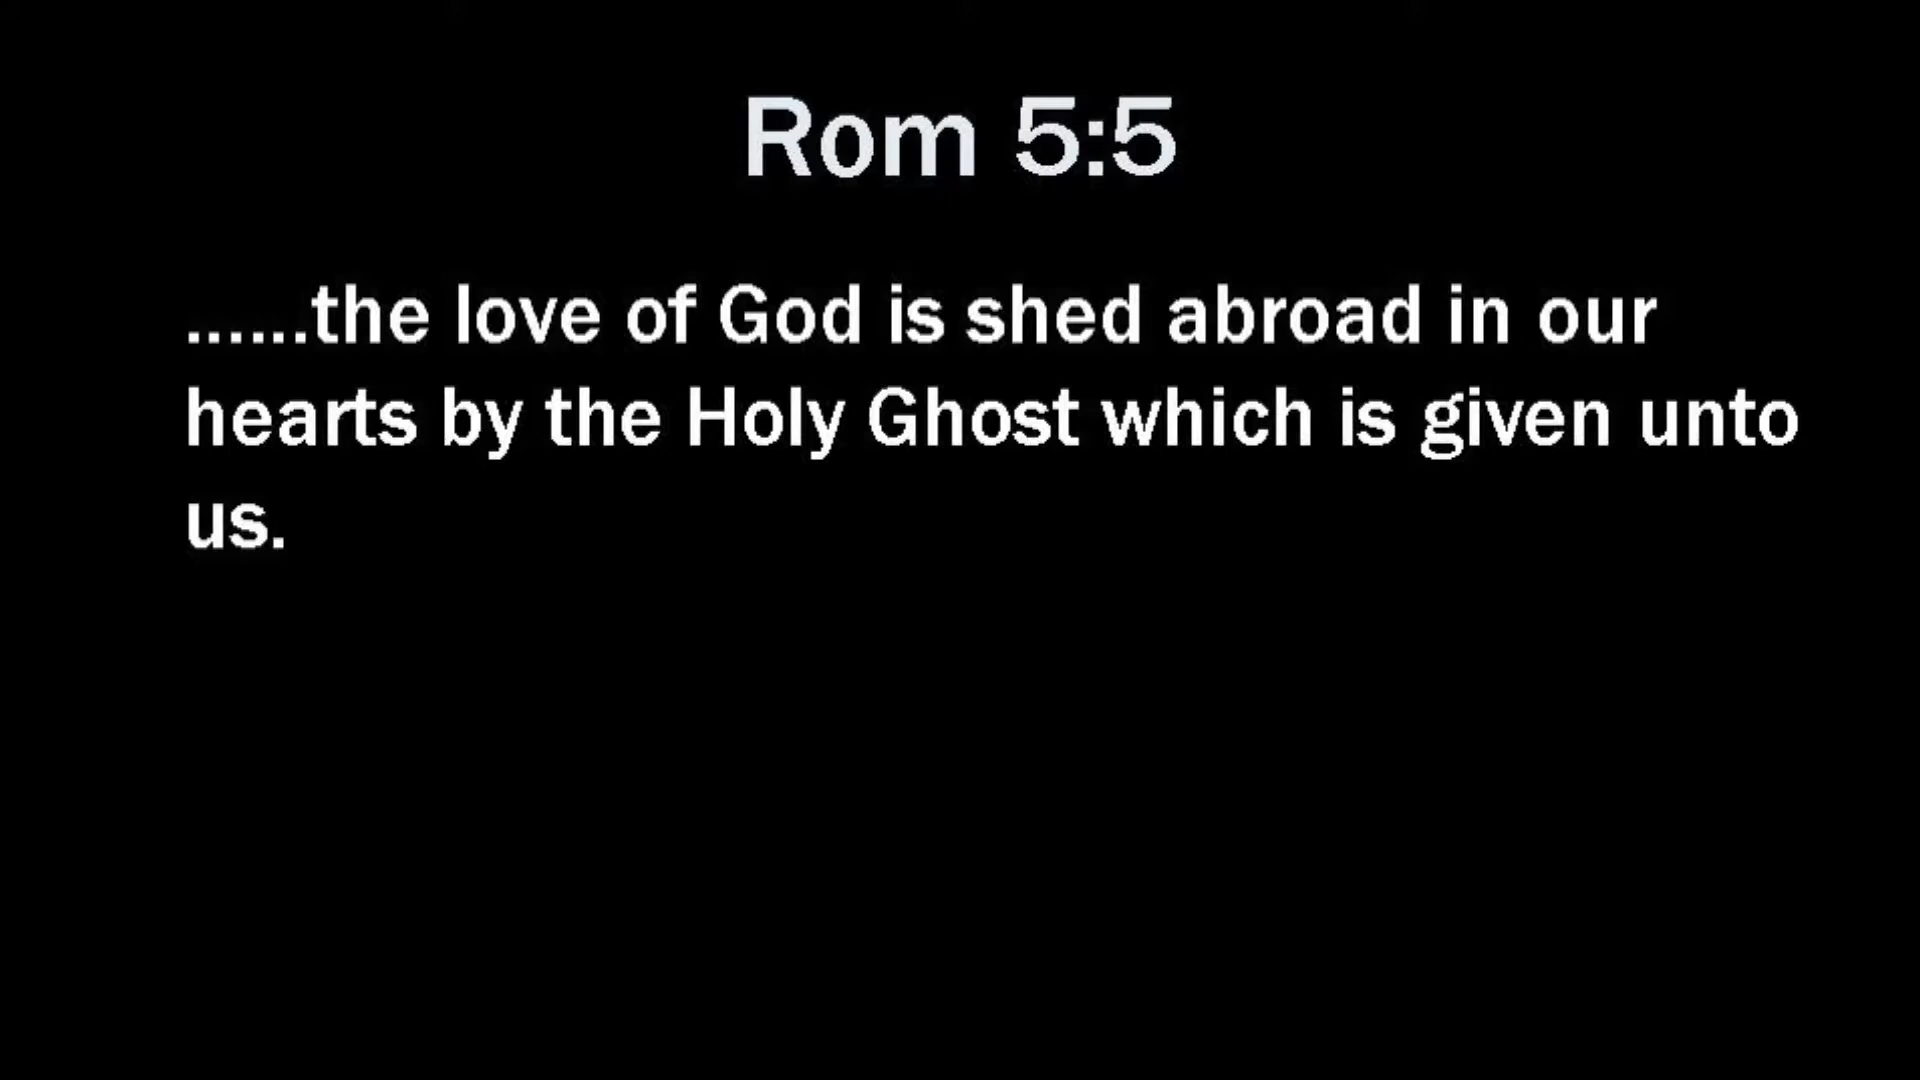 Rom 5:5
......the love of God is shed abroad in our
hearts by the Holy Ghost which is given unto
us.